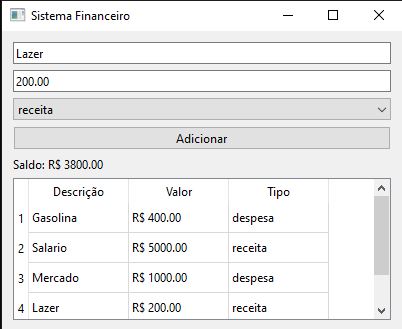 Sistema Financeiro
Lazer
200.00
receita
Adicionar
Saldo: R$ 3800.00
Descrição Valor Tipo
1 Gasolina R$ 400.00 despesa
2 Salario R$ 5000.00 receita
3 Mercado R$ 1000.00 despesa
4 Lazer R$ 200.00 receita